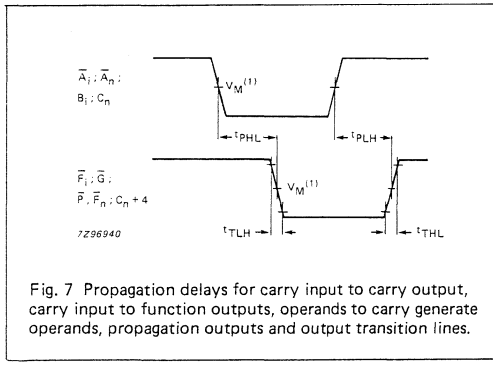 A̅i ; A̅n ;
Bi ; Cn
VM(1)
tPHL
tPLH
F̅i ; G̅ ;
P̅ , F̅n ; Cn + 4
VM(1)
7Z96940
tTLH
tTHL
Fig. 7 Propagation delays for carry input to carry output,
carry input to function outputs, operands to carry generate
operands, propagation outputs and output transition lines.